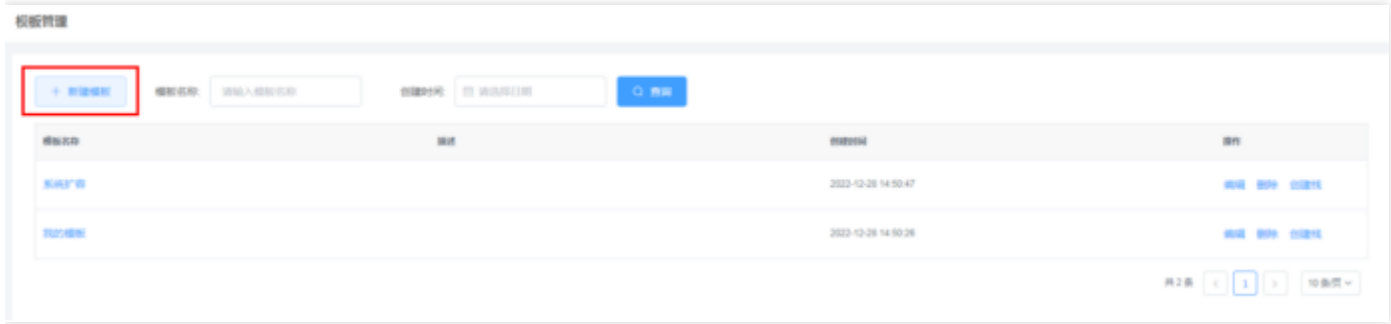 模板管理
+ 新建模板 模板名称: 请输入模板名称 创建时间: 请选择日期 查询
模板名称 描述 创建时间 操作
系统扩容 2022-12-28 14:50:47 编辑 删除 创建栈
我的模板 2022-12-28 14:50:26 编辑 删除 创建栈
共 2 条 < 1 > 10条/页